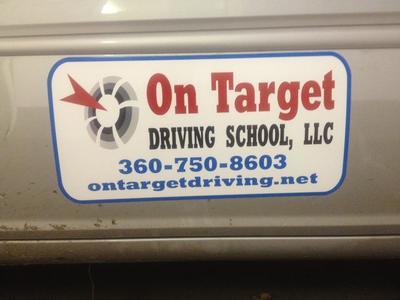 On Target
DRIVING SCHOOL, LLC
360-750-8603
ontargetdriving.net